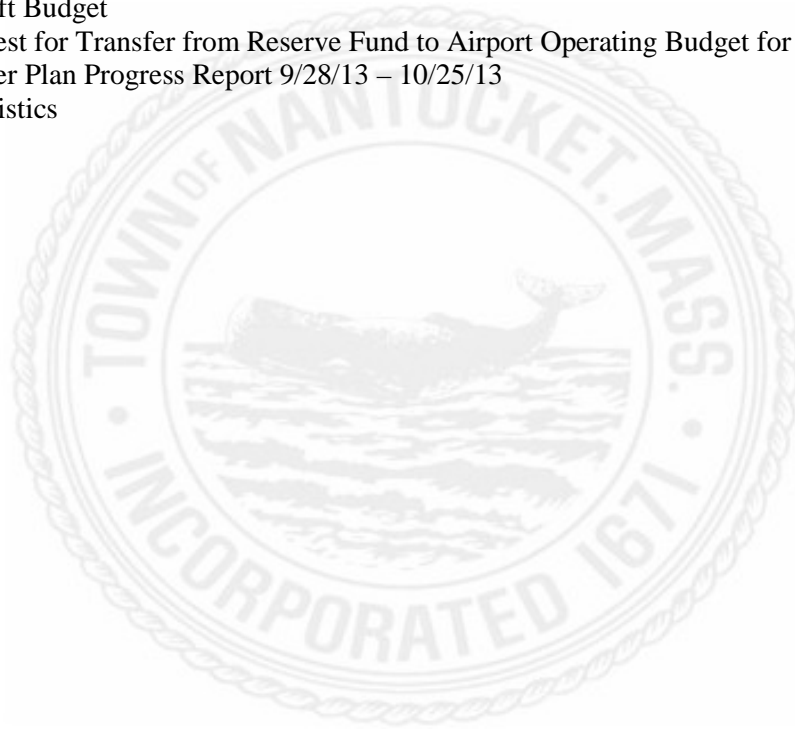 ft Budget
est for Transfer from Reserve Fund to Airport Operating Budget for
er Plan Progress Report 9/28/13 – 10/25/13
istics
TOWN OF NANTUCKET, MASS.
• INCORPORATED 1671 •